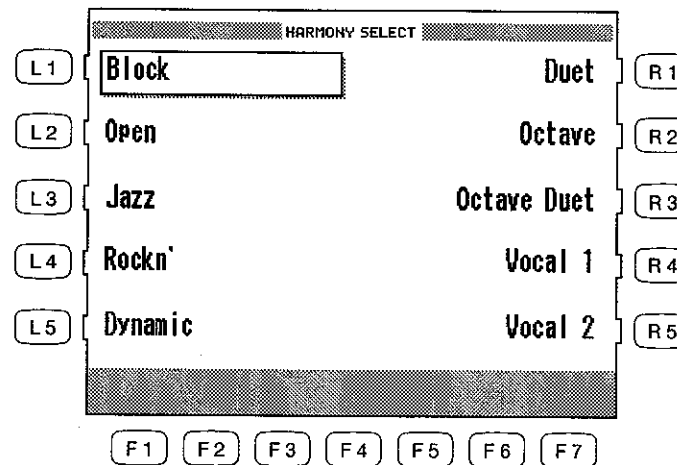 HARMONY SELECT
L1 Block Duet R1
L2 Open Octave R2
L3 Jazz Octave Duet R3
L4 Rockn' Vocal 1 R4
L5 Dynamic Vocal 2 R5
F1 F2 F3 F4 F5 F6 F7